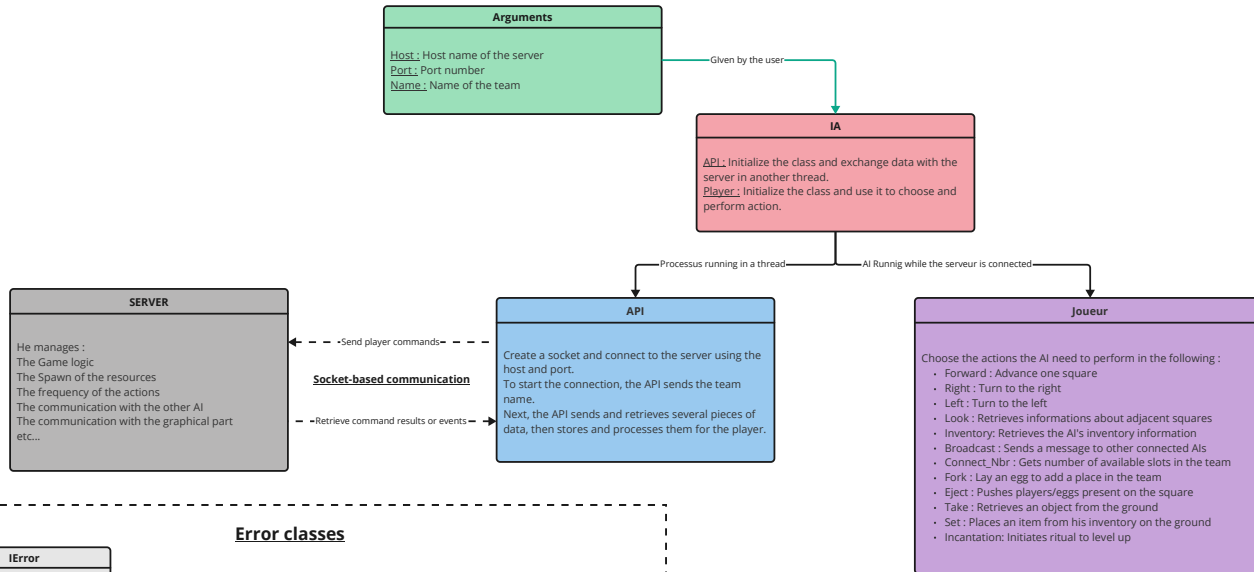 Arguments
Host : Host name of the server
Port : Port number
Name : Name of the team
GIven by the user
IA
API : Initialize the class and exchange data with the
server in another thread.
Player : Initialize the class and use it to choose and
perform action.
Processus running in a thread
AI Runnig while the serveur is connected
SERVER
He manages :
The Game logic
The Spawn of the resources
The frequency of the actions
The communication with the other AI
The communication with the graphical part
etc...
Send player commands
Socket-based communication
Retrieve command results or events
API
Create a socket and connect to the server using the
host and port.
To start the connection, the API sends the team
name.
Next, the API sends and retrieves several pieces of
data, then stores and processes them for the player.
Joueur
Choose the actions the AI need to perform in the following :
• Forward : Advance one square
• Right : Turn to the right
• Left : Turn to the left
• Look : Retrieves informations about adjacent squares
• Inventory: Retrieves the AI's inventory information
• Broadcast : Sends a message to other connected AIs
• Connect_Nbr : Gets number of available slots in the team
• Fork : Lay an egg to add a place in the team
• Eject : Pushes players/eggs present on the square
• Take : Retrieves an object from the ground
• Set : Places an item from his inventory on the ground
• Incantation: Initiates ritual to level up
Error classes
IError